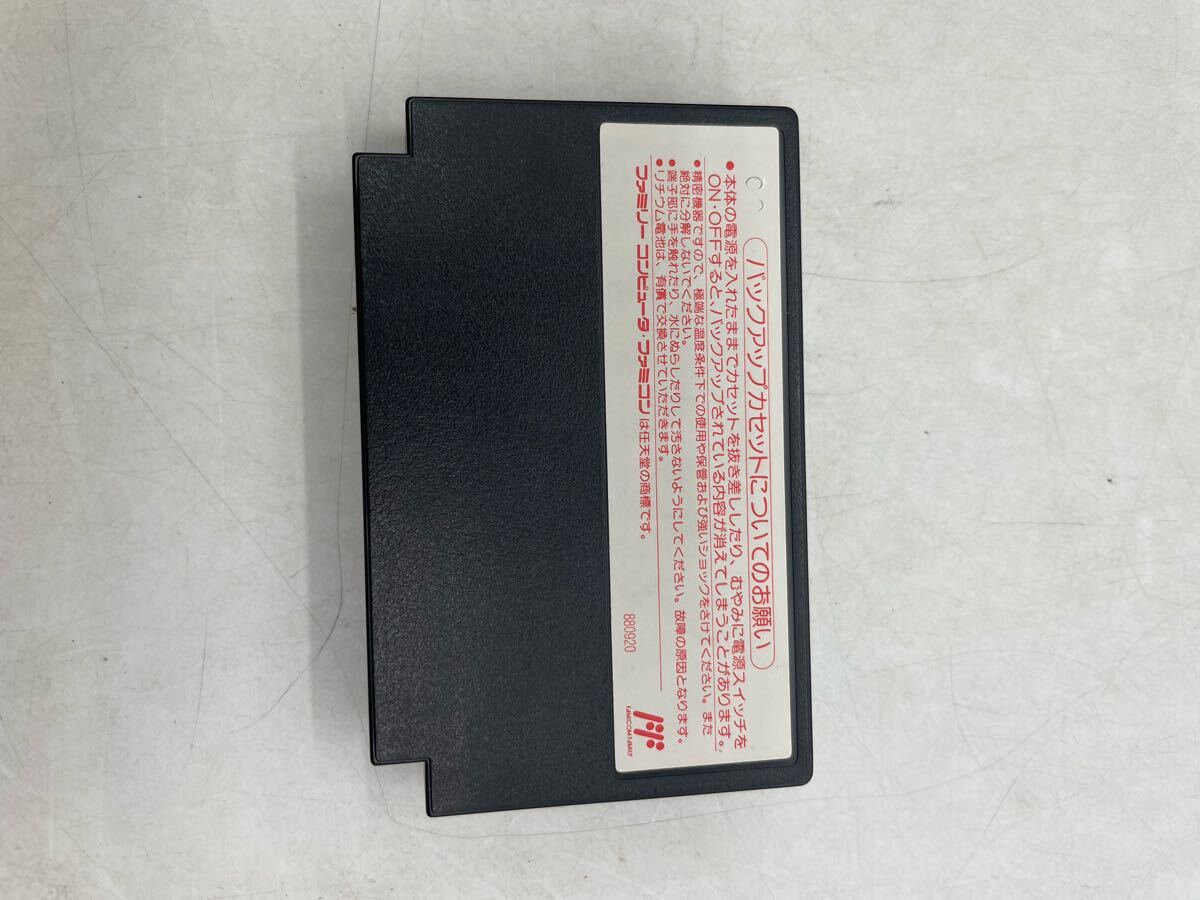 バックアップカセットについてのお願い
●本体の電源を入れたままでカセットを抜き差ししたり、むやみに電源スイッチを
ON・OFFすると、バックアップされている内容が消えてしまうことがあります。
●精密機器ですので、極端な温度条件下での使用や保管および強いショックをさけてください。また
絶対に分解しないでください。
●端子部に手を触れたり、水にぬらしたりして汚さないようにしてください。故障の原因となります。
●リチウム電池は、有償で交換させていただきます。
ファミリー コンピュータ・ファミコンは任天堂の商標です。
880920
FAMICOM FAMILY